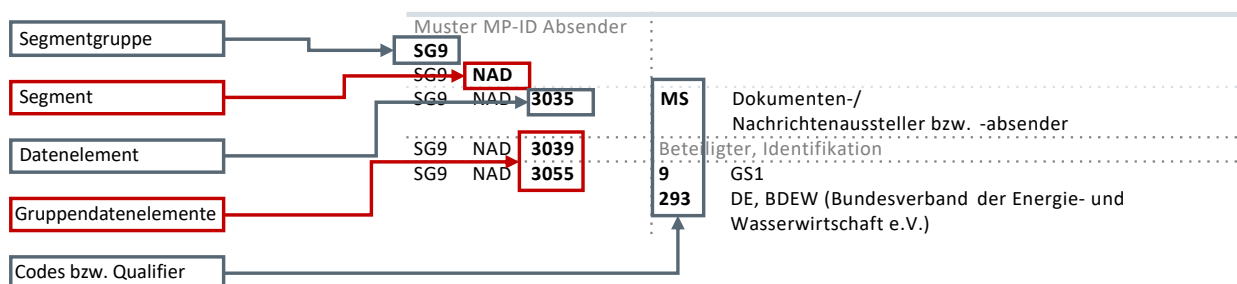 Segmentgruppe
Segment
Datenelement
Gruppendatenelemente
Codes bzw. Qualifier
Muster MP-ID Absender
SG9
SG9 NAD
SG9 NAD 3035 MS Dokumenten-/
Nachrichtenaussteller bzw. -absender
SG9 NAD 3039 Beteiligter, Identifikation
SG9 NAD 3055 9 GS1
293 DE, BDEW (Bundesverband der Energie- und
Wasserwirtschaft e.V.)